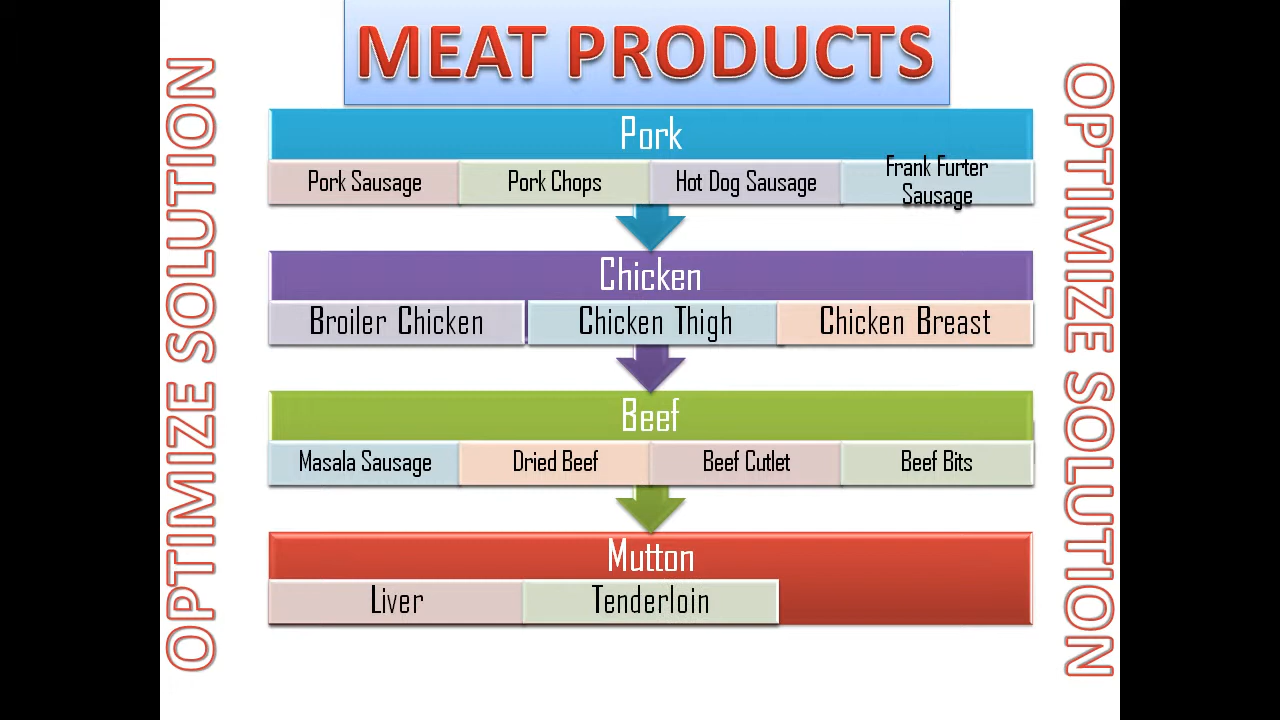 MEAT PRODUCTS
OPTIMIZE SOLUTION
OPTIMIZE SOLUTION
Pork
Pork Sausage
Pork Chops
Hot Dog Sausage
Frank Furter
Sausage
Chicken
Broiler Chicken
Chicken Thigh
Chicken Breast
Beef
Masala Sausage
Dried Beef
Beef Cutlet
Beef Bits
Mutton
Liver
Tenderloin